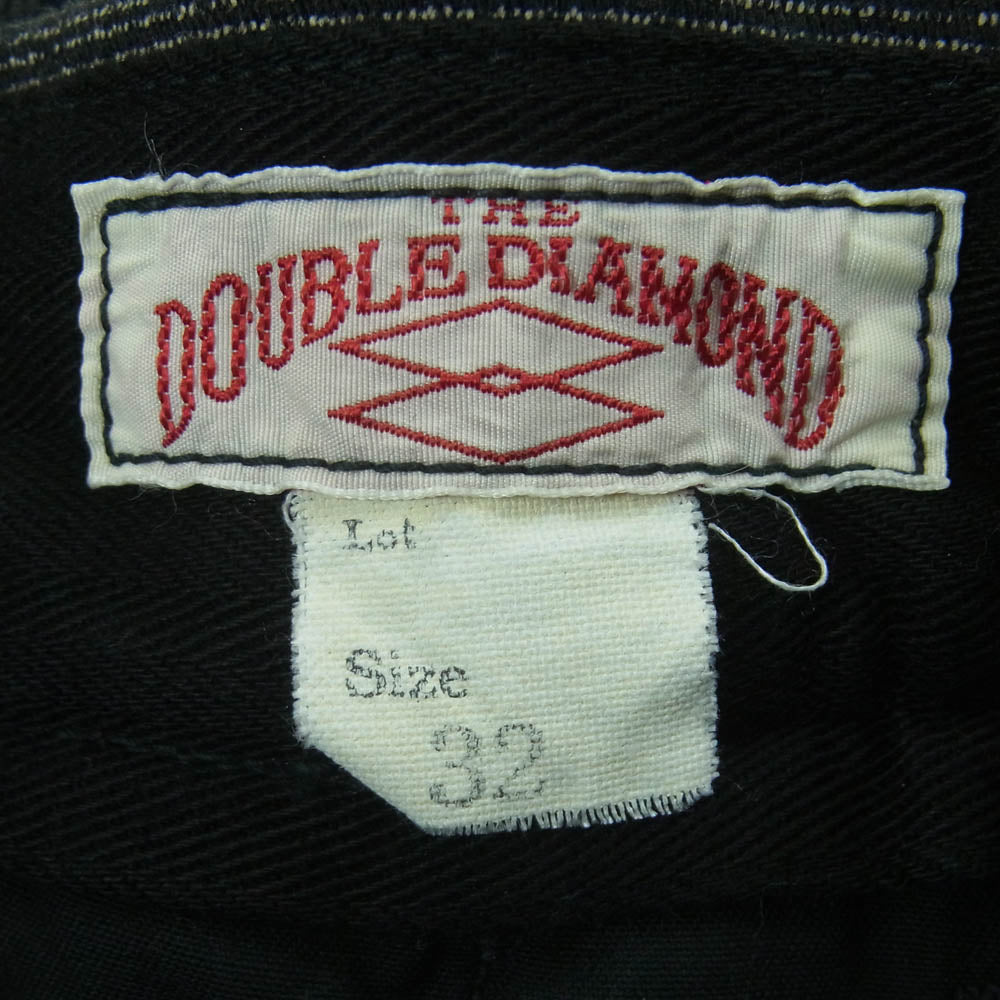 THE
DOUBLE DIAMOND
Lot
Size
32